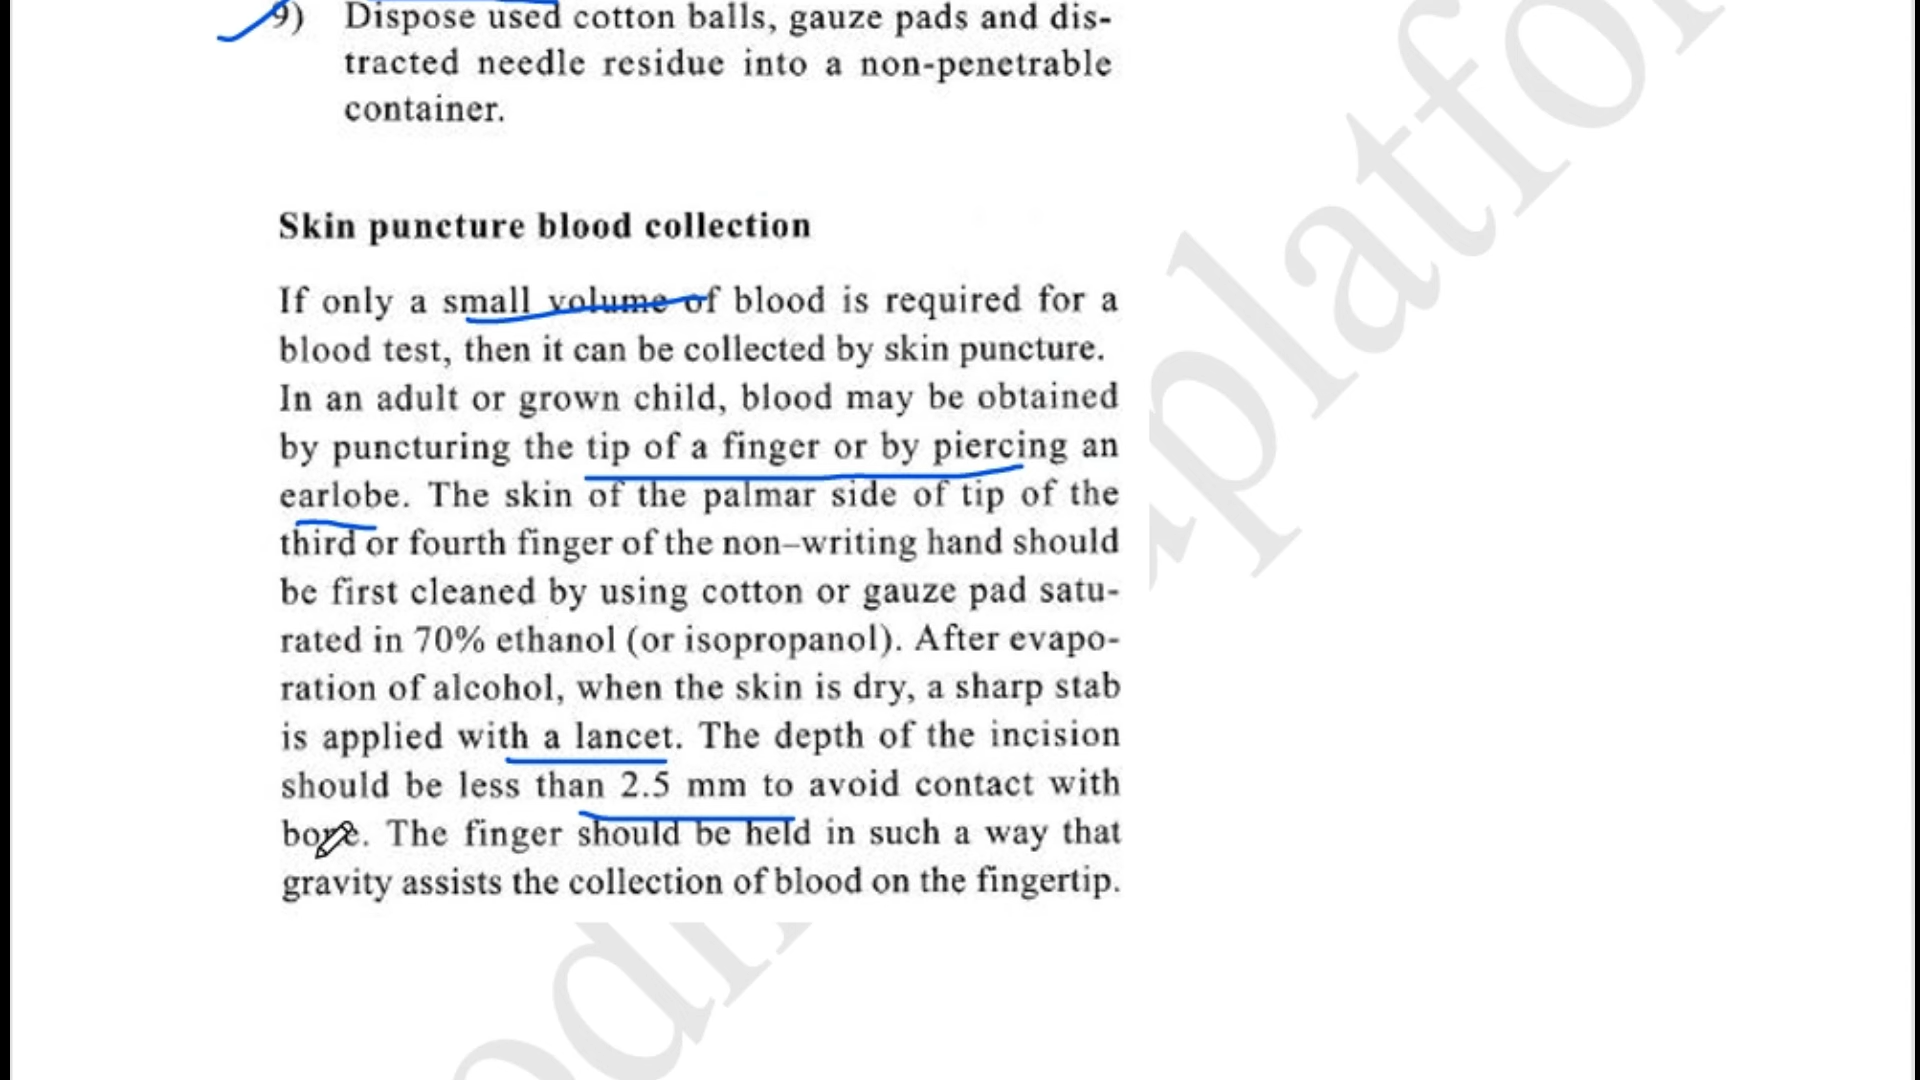 9) Dispose used cotton balls, gauze pads and dis-
tracted needle residue into a non-penetrable
container.
Skin puncture blood collection
If only a small volume of blood is required for a
blood test, then it can be collected by skin puncture.
In an adult or grown child, blood may be obtained
by puncturing the tip of a finger or by piercing an
earlobe. The skin of the palmar side of tip of the
third or fourth finger of the non–writing hand should
be first cleaned by using cotton or gauze pad satu-
rated in 70% ethanol (or isopropanol). After evapo-
ration of alcohol, when the skin is dry, a sharp stab
is applied with a lancet. The depth of the incision
should be less than 2.5 mm to avoid contact with
bone. The finger should be held in such a way that
gravity assists the collection of blood on the fingertip.